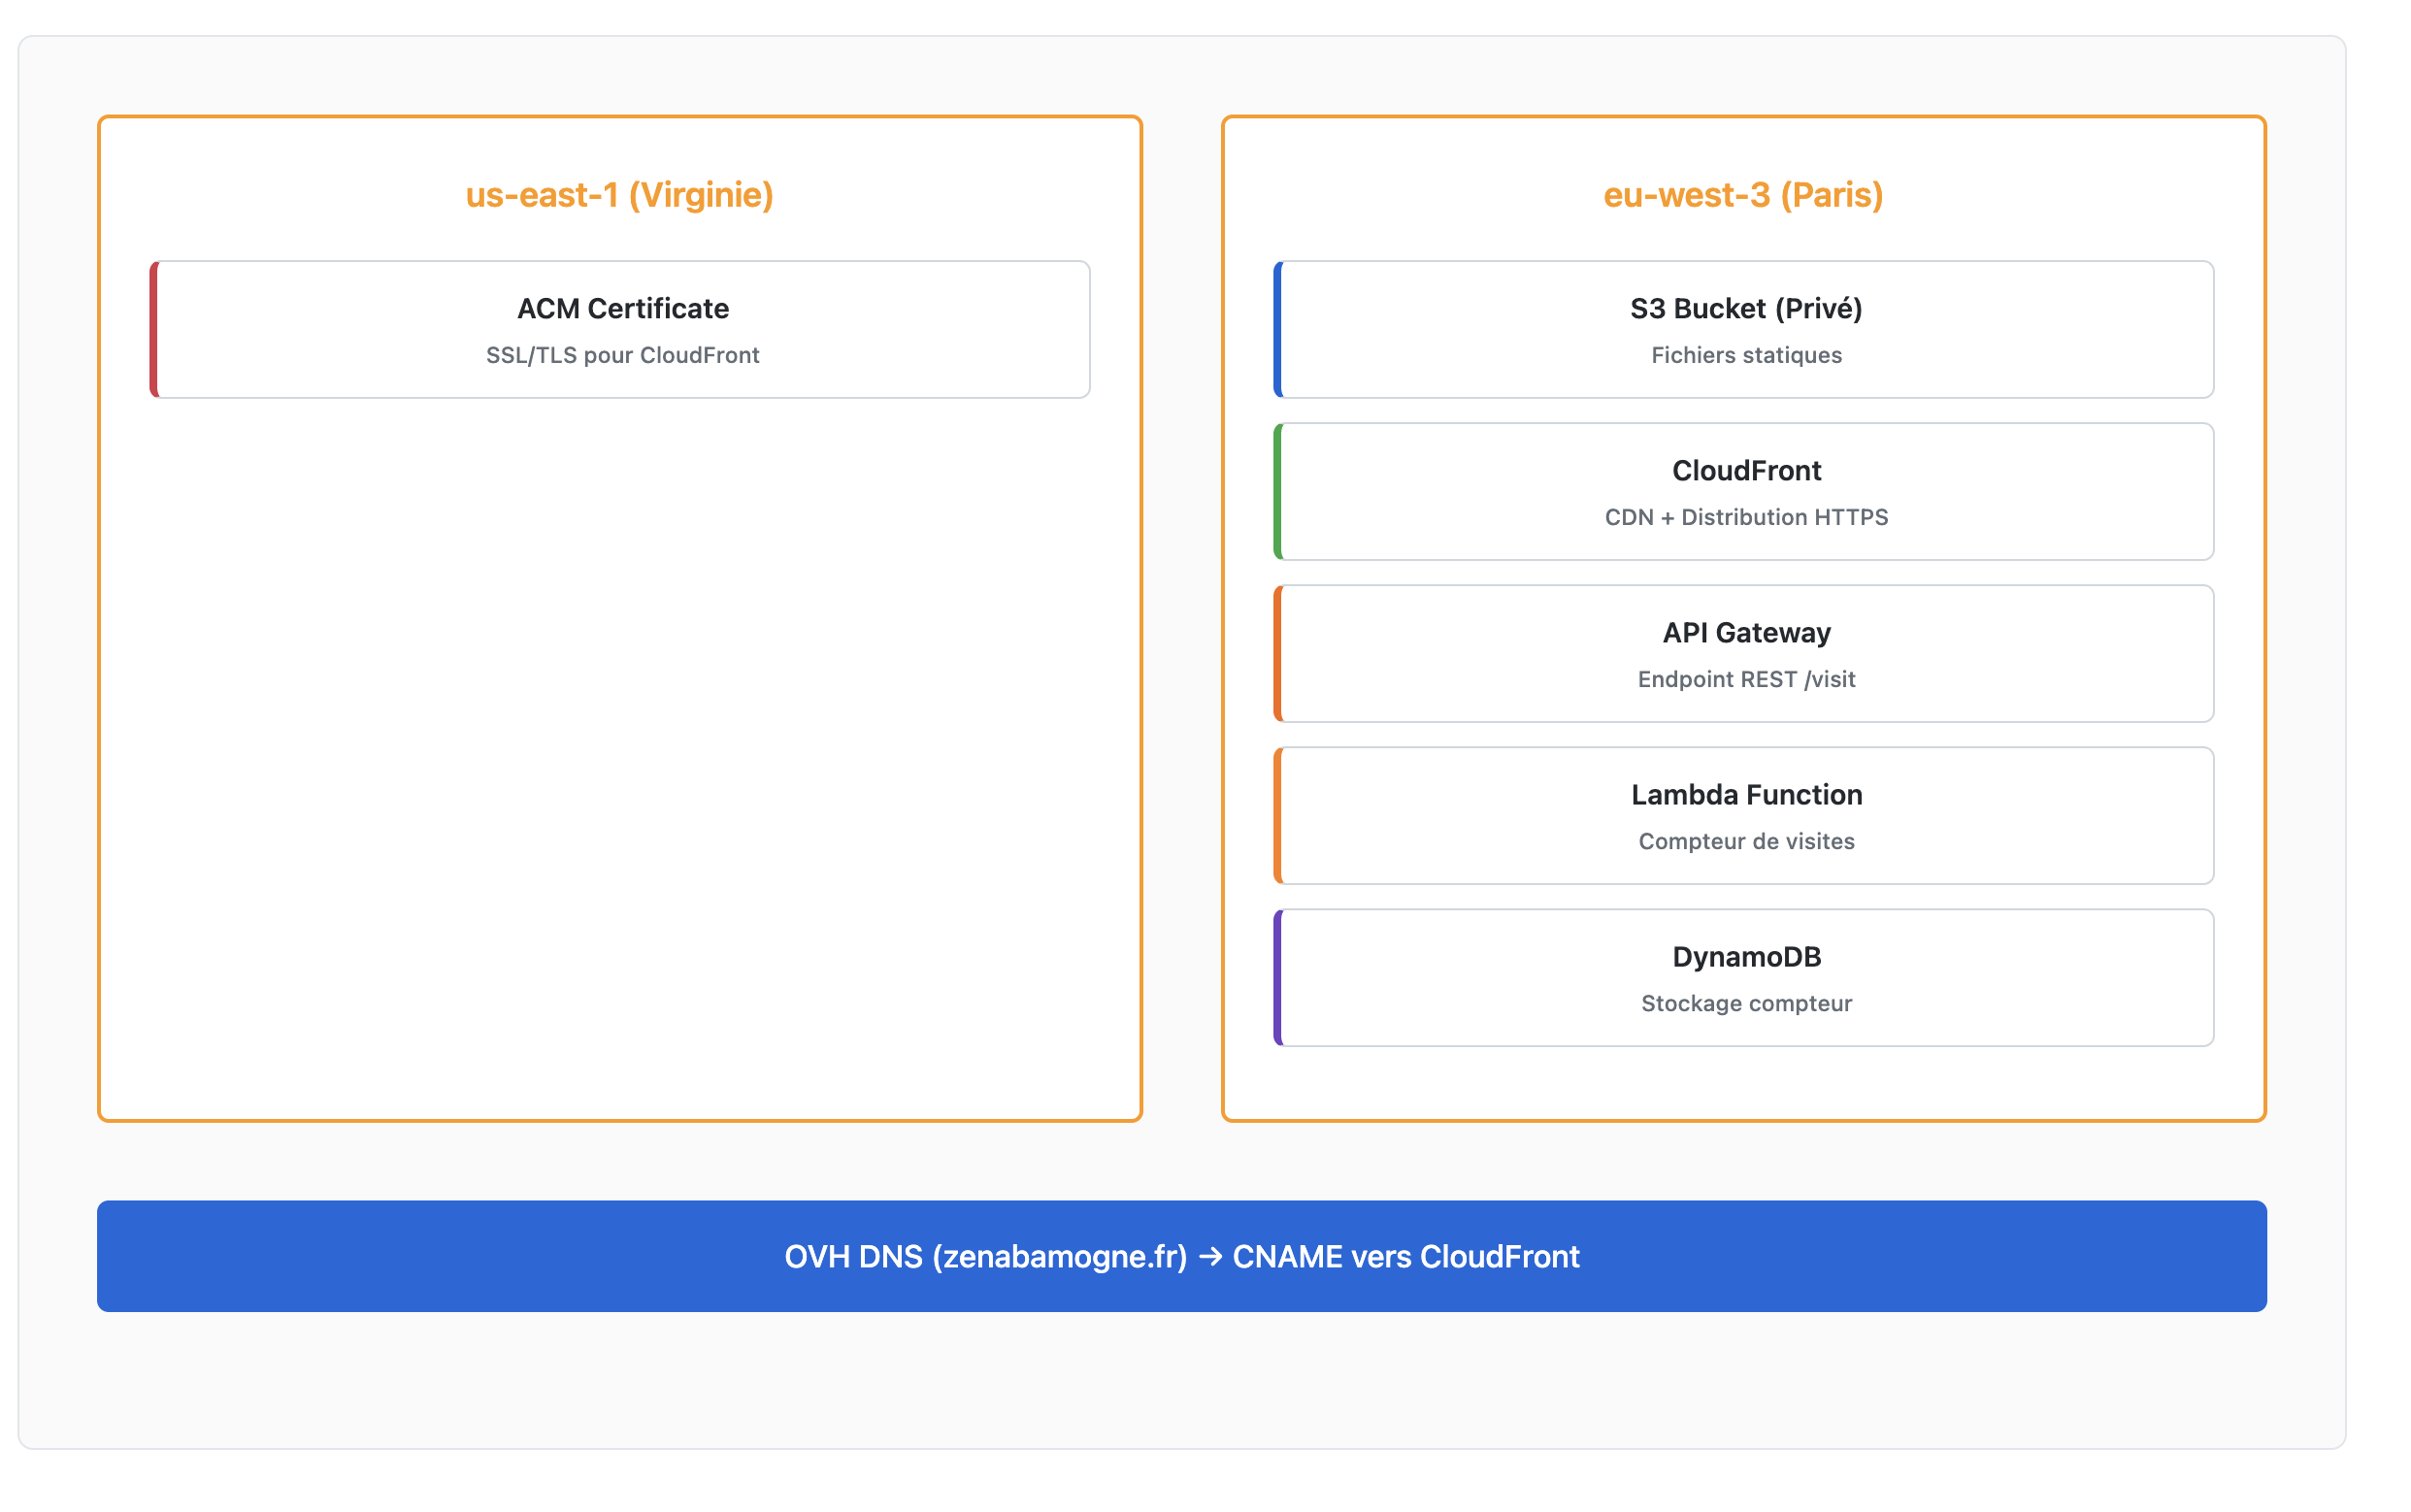 us-east-1 (Virginie)
ACM Certificate
SSL/TLS pour CloudFront
eu-west-3 (Paris)
S3 Bucket (Privé)
Fichiers statiques
CloudFront
CDN + Distribution HTTPS
API Gateway
Endpoint REST /visit
Lambda Function
Compteur de visites
DynamoDB
Stockage compteur
OVH DNS (zenabamogne.fr) → CNAME vers CloudFront